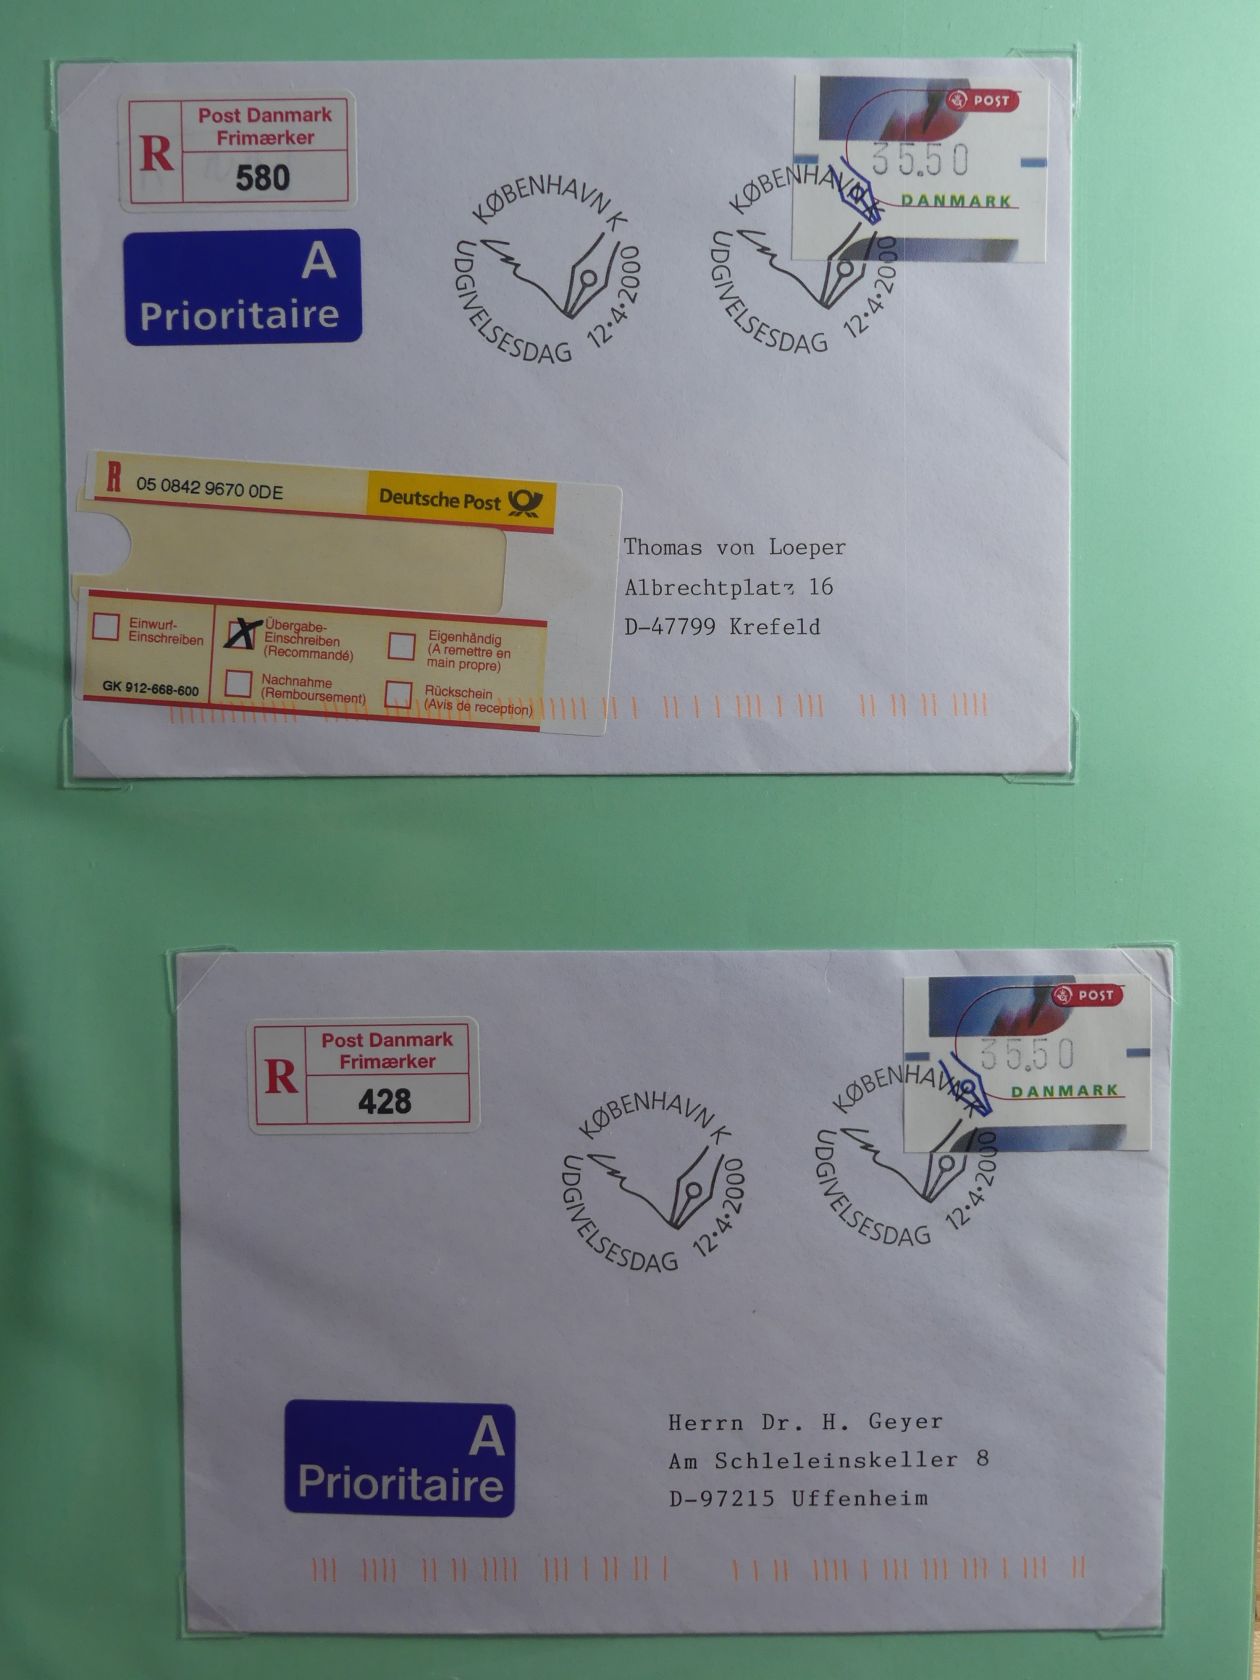 R
Post Danmark
Frimærker
580
A
Prioritaire
KØBENHAVN K
UDGIVELSESDAG 12•4•2000
KØBENHAVN K
UDGIVELSESDAG 12•4•2000
POST
35.50
DANMARK
R 05 0842 9670 0DE
Deutsche Post
Einwurf-
Einschreiben
X Übergabe-
Einschreiben
(Recommandé)
Eigenhändig
(A remettre en
main propre)
GK 912-668-600
Nachnahme
(Remboursement)
Rückschein
(Avis de reception)
Thomas von Loeper
Albrechtplatz 16
D-47799 Krefeld
R
Post Danmark
Frimærker
428
KØBENHAVN K
UDGIVELSESDAG 12•4•2000
KØBENHAVN K
UDGIVELSESDAG 12•4•2000
POST
35.50
DANMARK
A
Prioritaire
Herrn Dr. H. Geyer
Am Schleleinskeller 8
D-97215 Uffenheim